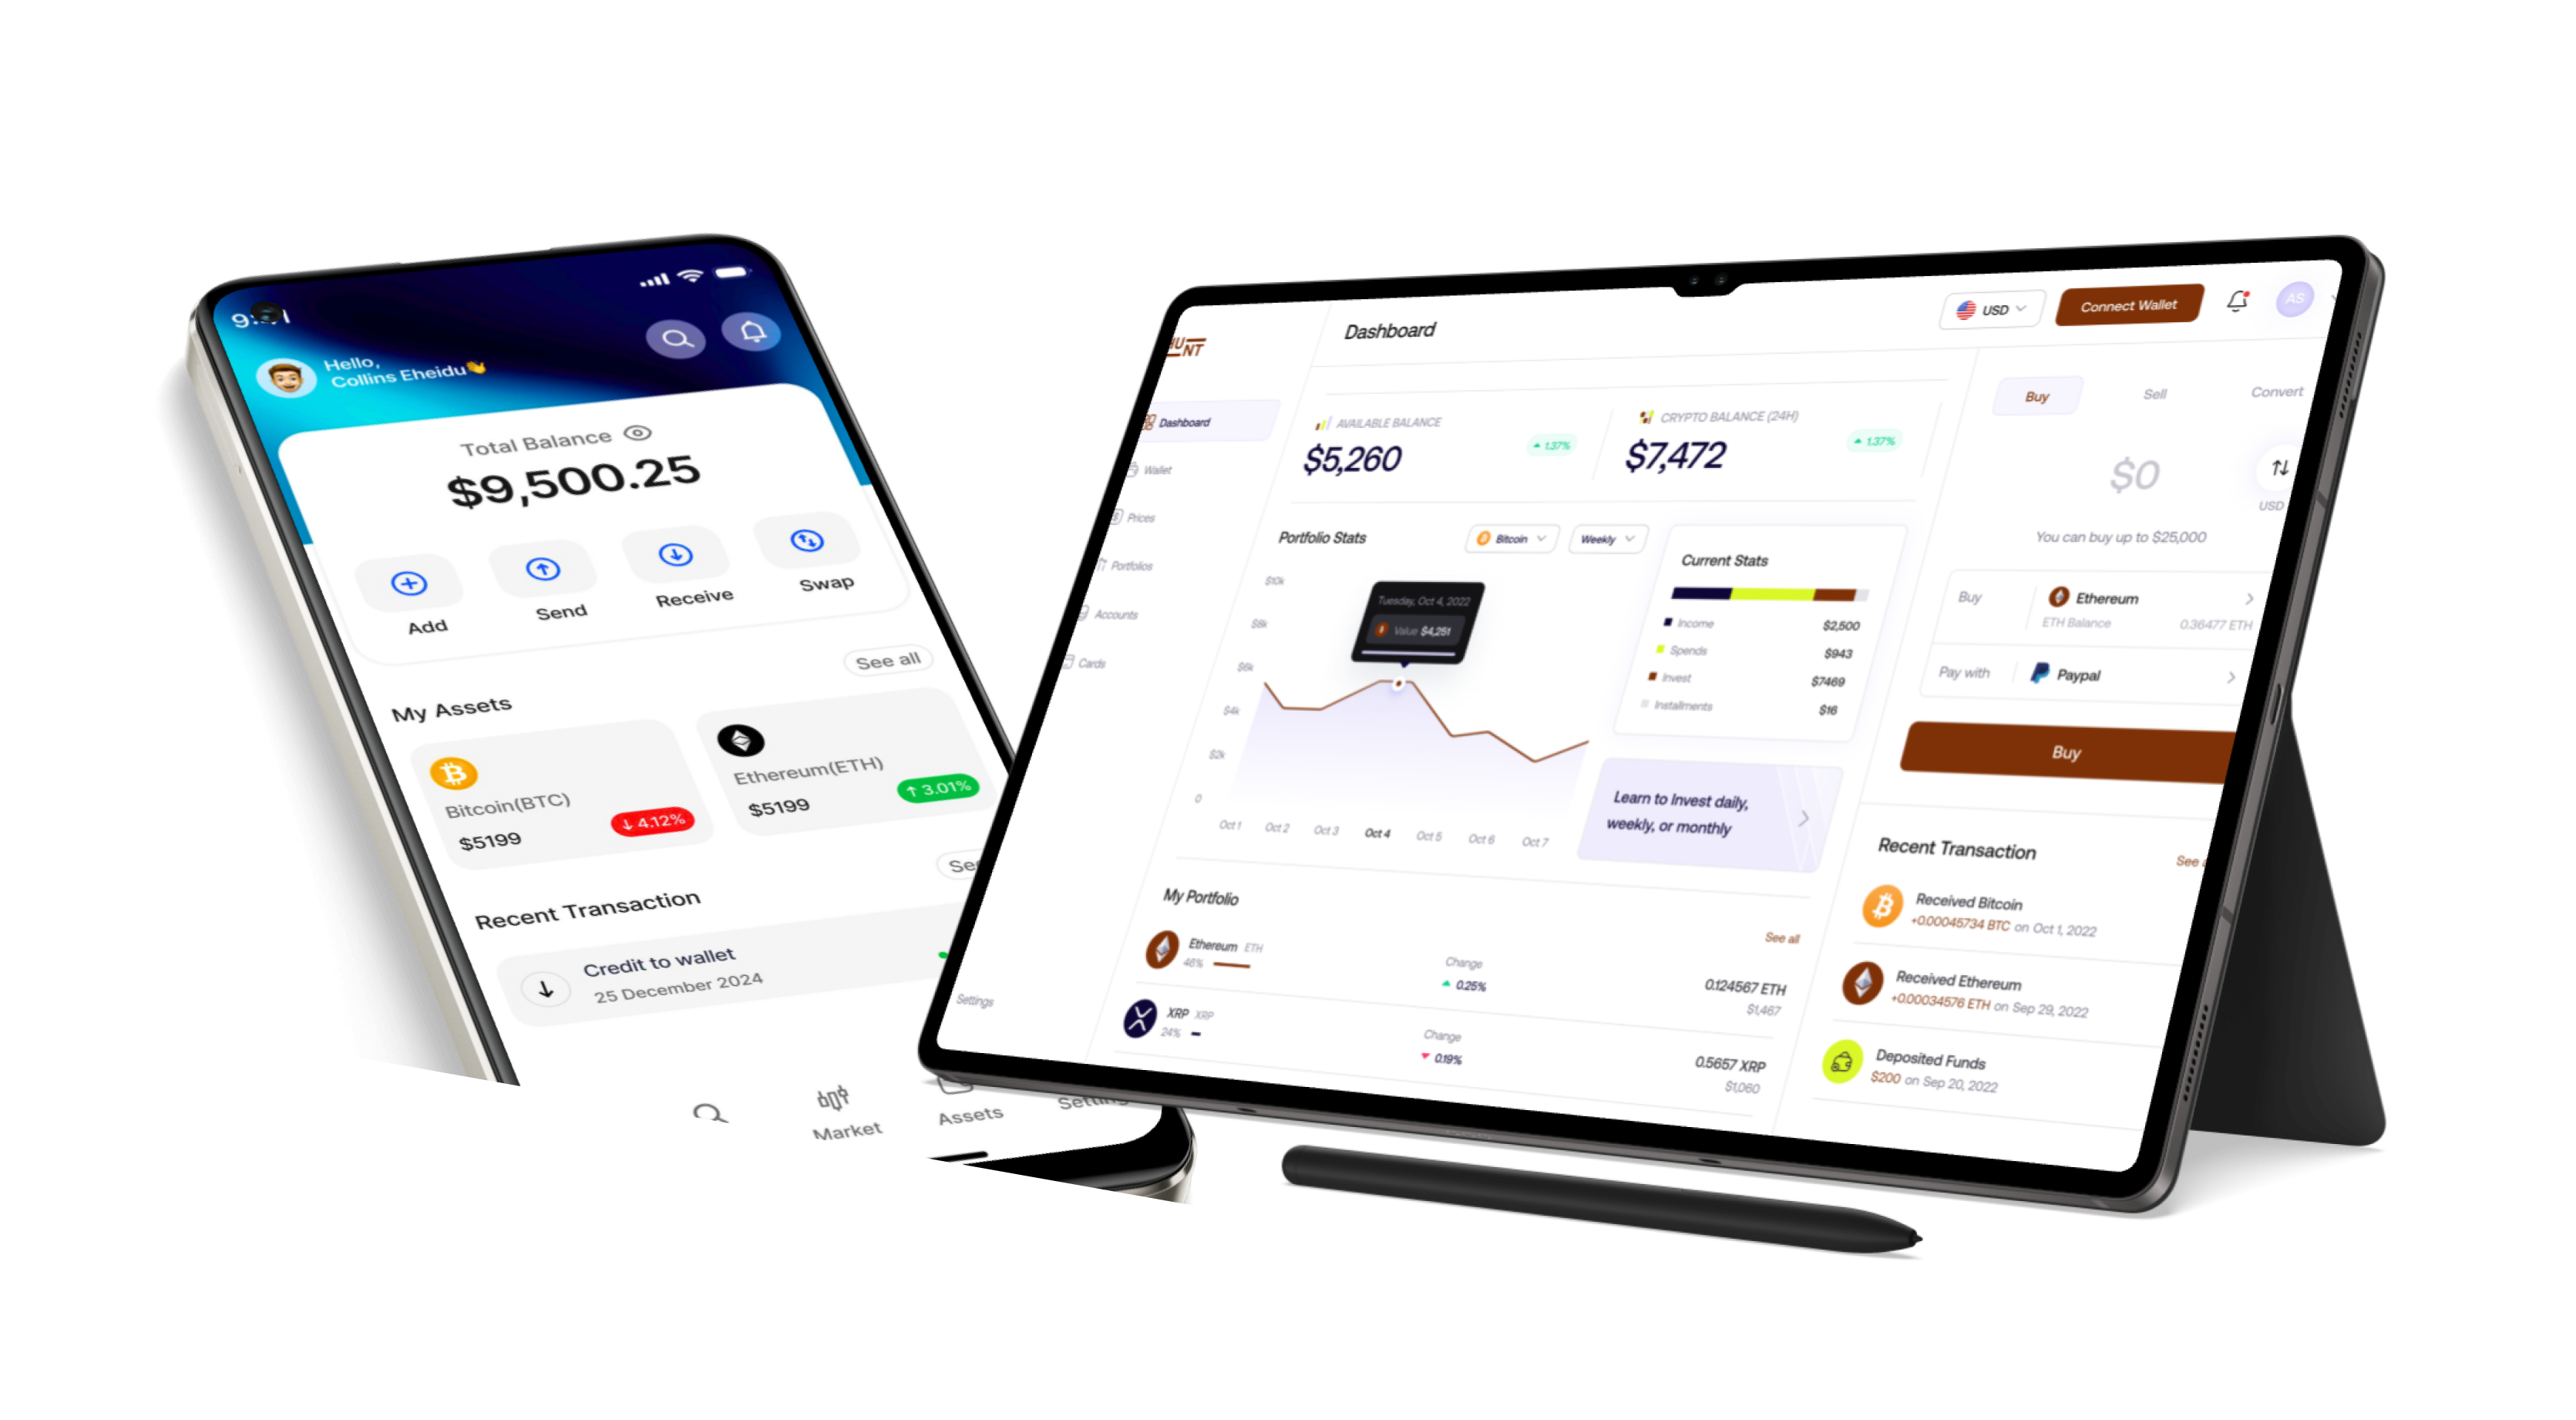 Hello,
Collins Eheidu👋
Total Balance
$9,500.25
Add
Send
Receive
Swap
See all
My Assets
Bitcoin(BTC)
$5199
↓ 4.12%
Ethereum(ETH)
$5199
↑ 3.01%
Recent Transaction
Credit to wallet
25 December 2024
Market
Assets
NT
Dashboard
USD
Connect Wallet
AS
Dashboard
Wallet
Prices
Portfolios
Accounts
Cards
Settings
AVAILABLE BALANCE
$5,260
1.37%
CRYPTO BALANCE (24H)
$7,472
1.37%
Portfolio Stats
Bitcoin
Weekly
$10k
$8k
$6k
$4k
$2k
0
Tuesday, Oct 4, 2022
Value $4,251
Oct 1
Oct 2
Oct 3
Oct 4
Oct 5
Oct 6
Oct 7
Current Stats
Income $2,500
Spends $943
Invest $7469
Installments $16
Learn to Invest daily,
weekly, or monthly
My Portfolio
See all
Ethereum ETH
46%
Change
0.25%
0.124567 ETH
$1,467
XRP XRP
24%
Change
0.19%
0.5657 XRP
$1,060
Buy
Sell
Convert
$0
USD
You can buy up to $25,000
Buy
Ethereum
ETH Balance
0.36477 ETH
Pay with
Paypal
Buy
Recent Transaction
See
Received Bitcoin
+0.00045734 BTC on Oct 1, 2022
Received Ethereum
+0.00034576 ETH on Sep 29, 2022
Deposited Funds
$200 on Sep 20, 2022